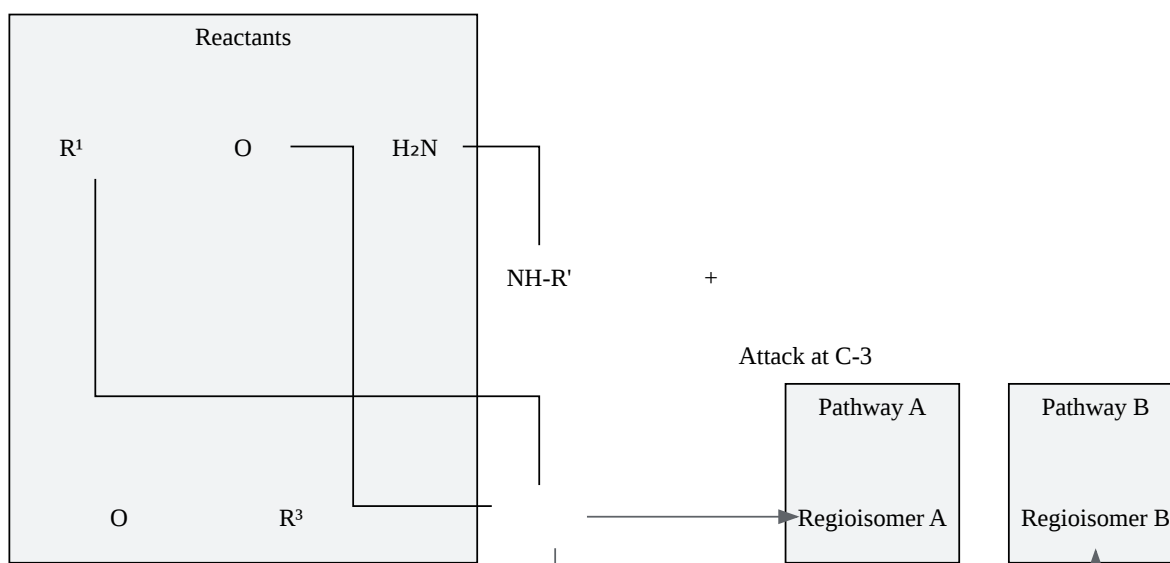 Reactants
R¹
O
H₂N
NH-R'
+
Attack at C-3
Pathway A
Pathway B
O
R³
Regioisomer A
Regioisomer B